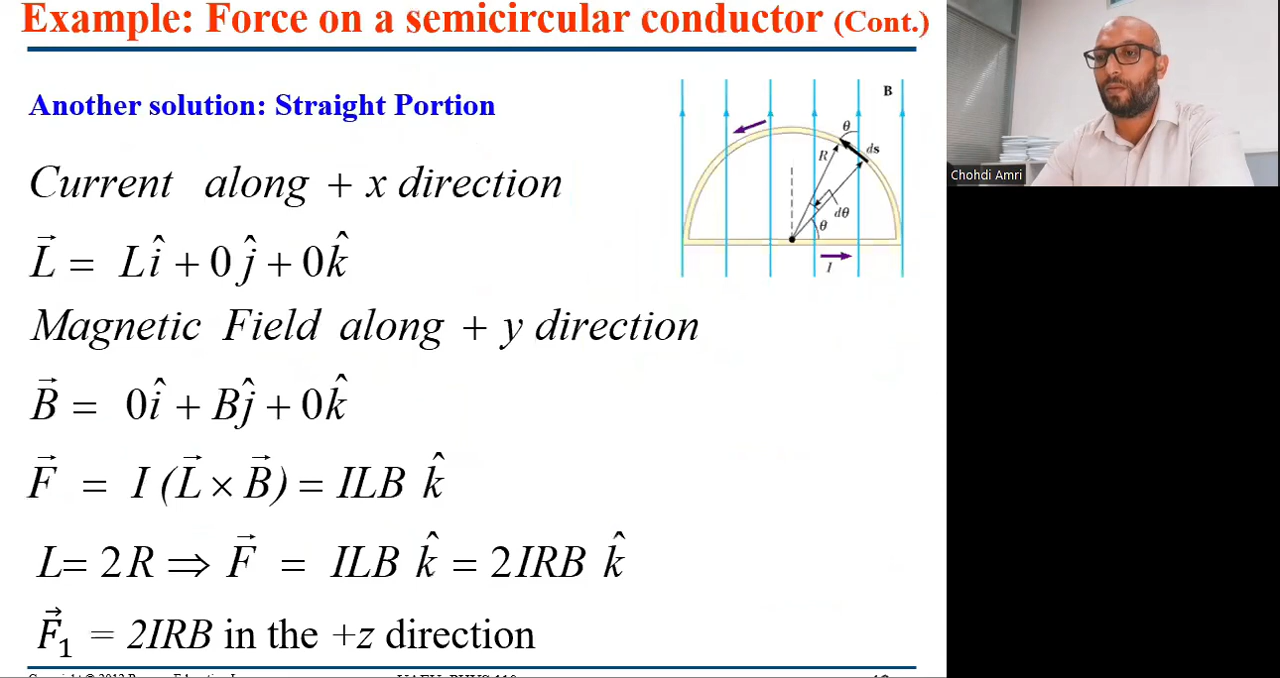 Example: Force on a semicircular conductor (Cont.)
Another solution: Straight Portion
Current along + x direction
L⃗ = Lî + 0ĵ + 0k̂
Magnetic Field along + y direction
B⃗ = 0î + Bĵ + 0k̂
F⃗ = I (L⃗ × B⃗) = ILB k̂
L= 2R ⇒ F⃗ = ILB k̂ = 2IRB k̂
F⃗₁ = 2IRB in the +z direction
B
θ
ds
R
dθ
θ
I
Chohdi Amri